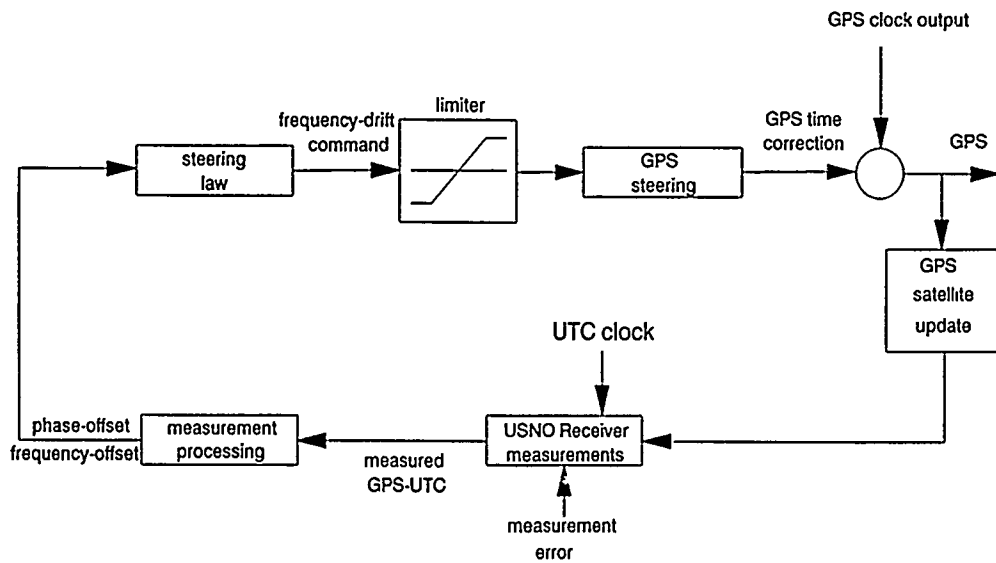 GPS clock output
limiter
frequency-drift
command
GPS time
correction
GPS
steering
law
GPS
steering
GPS
satellite
update
UTC clock
phase-offset
frequency-offset
measurement
processing
measured
GPS-UTC
USNO Receiver
measurements
measurement
error